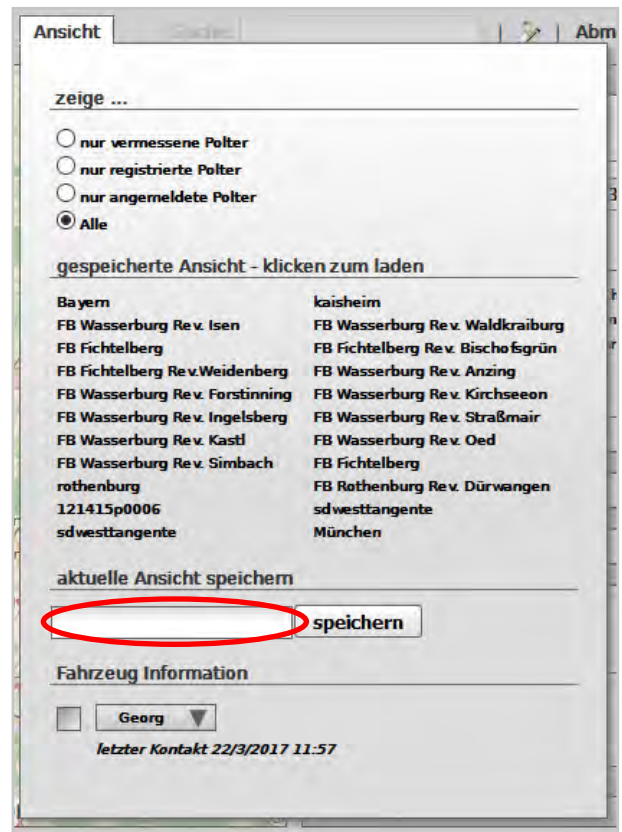 Ansicht | | Abm
zeige ...
nur vermessene Polter
nur registrierte Polter
nur angemeldete Polter
Alle
gespeicherte Ansicht - klicken zum laden
Bayern kaisheim
FB Wasserburg Rev. Isen FB Wasserburg Rev. Waldkraiburg
FB Fichtelberg FB Fichtelberg Rev. Bischofsgrün
FB Fichtelberg Rev.Weidenberg FB Wasserburg Rev. Anzing
FB Wasserburg Rev. Forstinning FB Wasserburg Rev. Kirchseeon
FB Wasserburg Rev. Ingelsberg FB Wasserburg Rev. Straßmair
FB Wasserburg Rev. Kastl FB Wasserburg Rev. Oed
FB Wasserburg Rev. Simbach FB Fichtelberg
rothenburg FB Rothenburg Rev. Dürwangen
121415p0006 sdwesttangente
sdwesttangente München
aktuelle Ansicht speichern
speichern
Fahrzeug Information
Georg
letzter Kontakt 22/3/2017 11:57